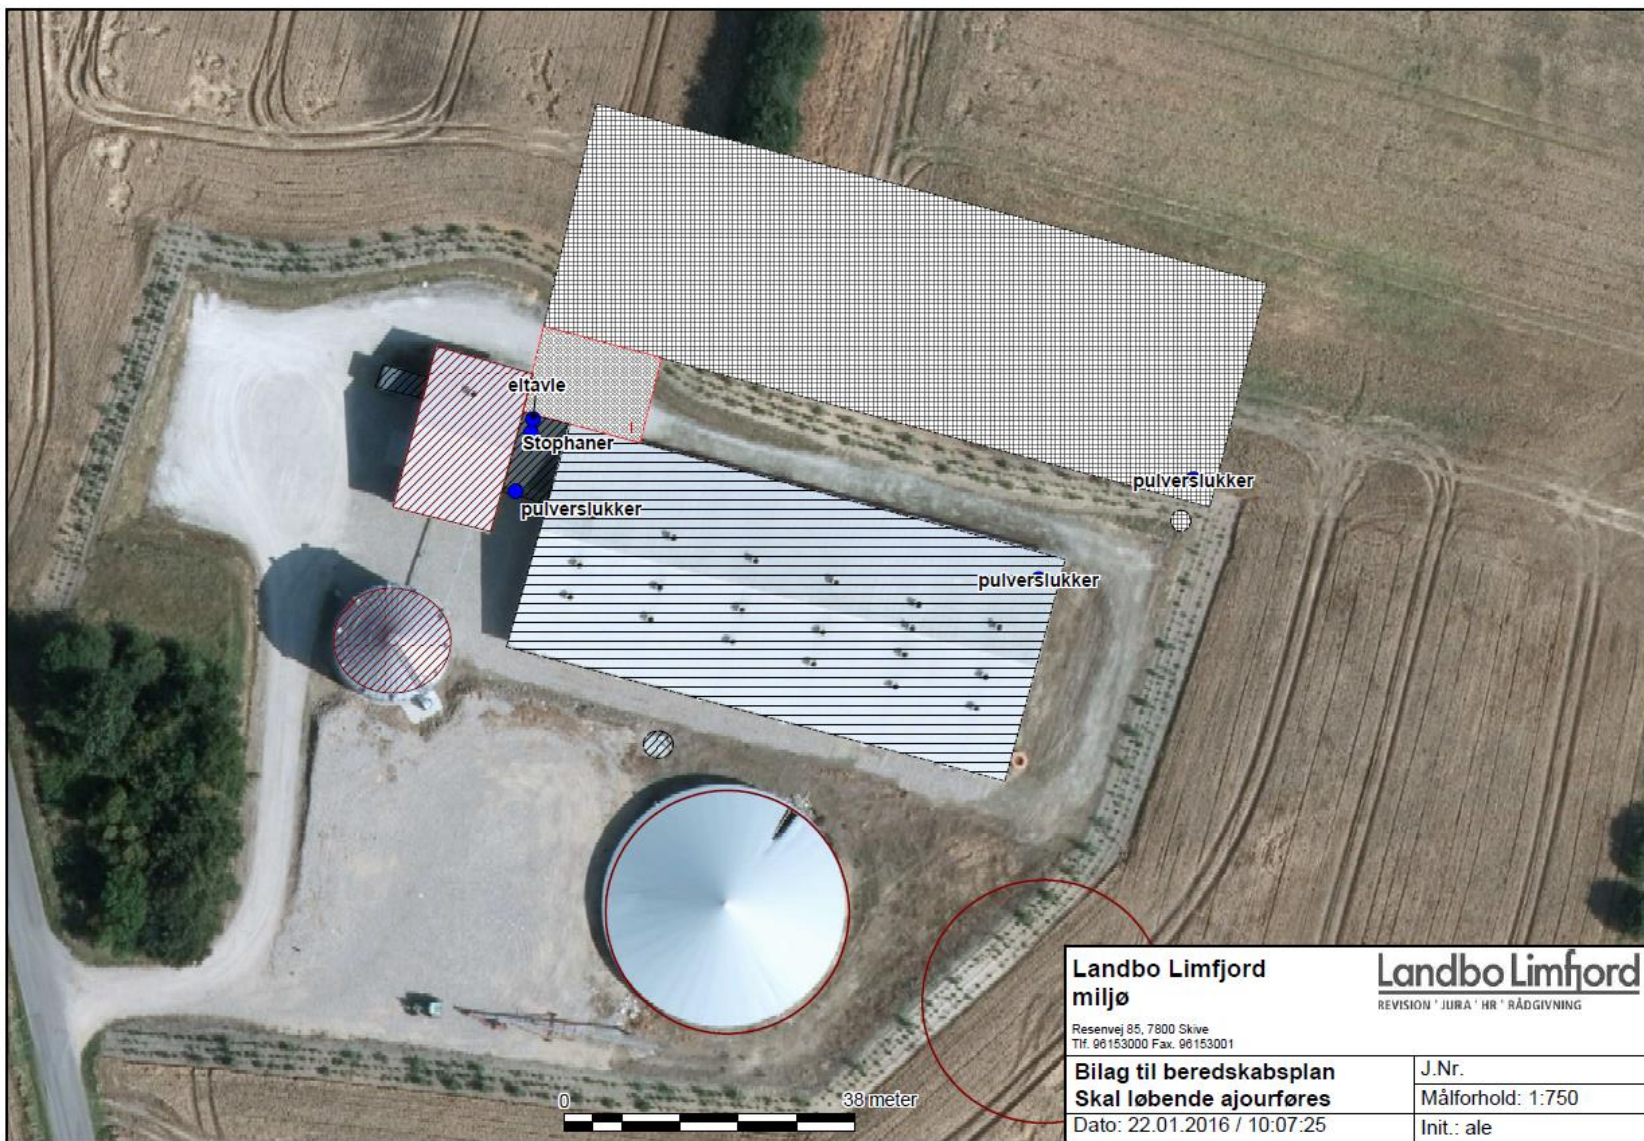 eltavle
Stophaner
pulverslukker
pulverslukker
pulverslukker
0
38 meter
Landbo Limfjord
miljø
Resenvej 85, 7800 Skive
Tlf. 96153000 Fax. 96153001
Landbo Limfjord
REVISION ' JURA ' HR ' RÅDGIVNING
Bilag til beredskabsplan
Skal løbende ajourføres
Dato: 22.01.2016 / 10:07:25
J.Nr.
Målforhold: 1:750
Init.: ale